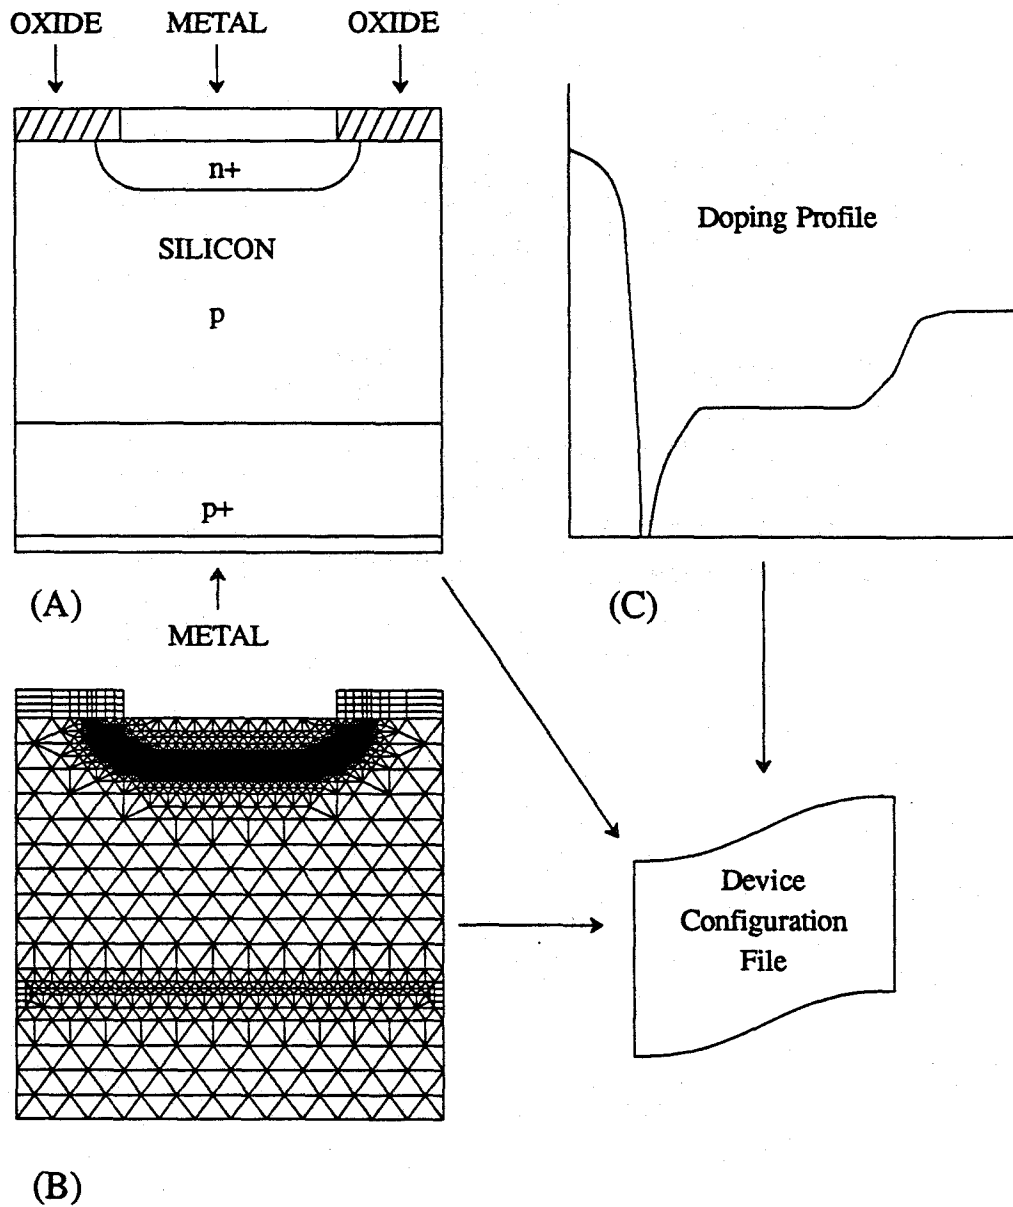 OXIDE METAL OXIDE
n+
SILICON
p
p+
(A)
METAL
Doping Profile
(C)
(B)
Device
Configuration
File